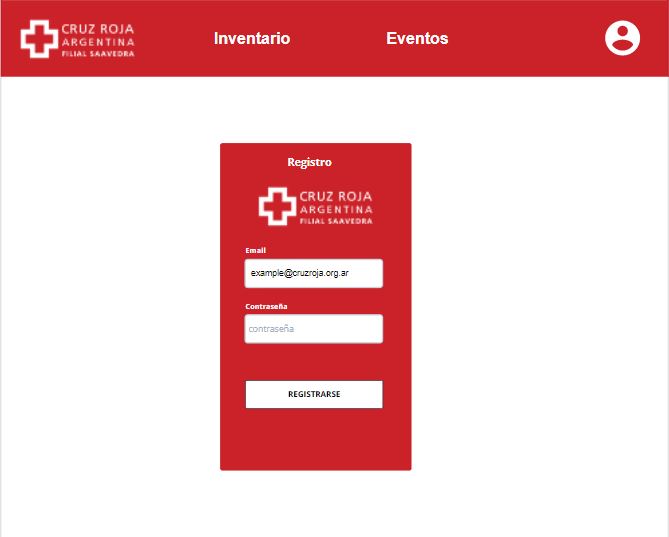 CRUZ ROJA
ARGENTINA
FILIAL SAAVEDRA
Inventario
Eventos
Registro
CRUZ ROJA
ARGENTINA
FILIAL SAAVEDRA
Email
example@cruzroja.org.ar
Contraseña
contraseña
REGISTRARSE